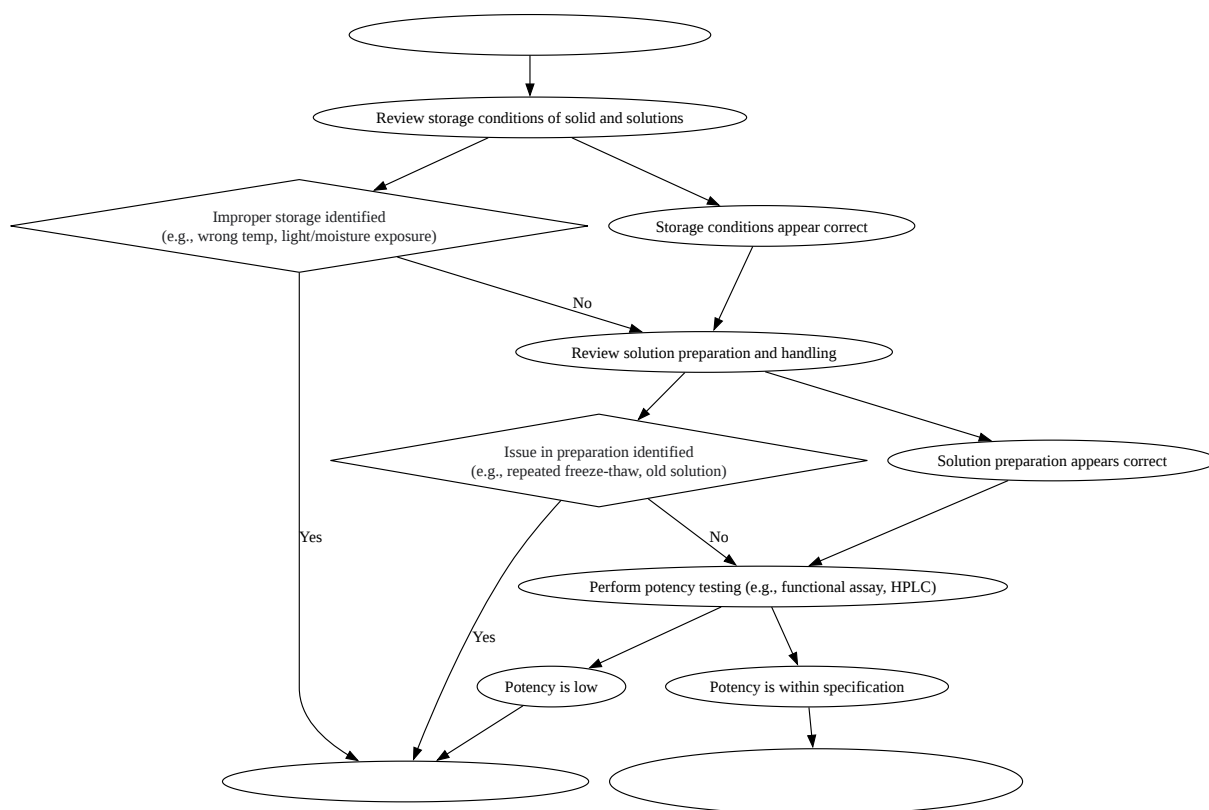 Review storage conditions of solid and solutions
Improper storage identified
(e.g., wrong temp, light/moisture exposure)
Storage conditions appear correct
No
Review solution preparation and handling
Issue in preparation identified
(e.g., repeated freeze-thaw, old solution)
Solution preparation appears correct
Yes
No
Perform potency testing (e.g., functional assay, HPLC)
Yes
Potency is low
Potency is within specification